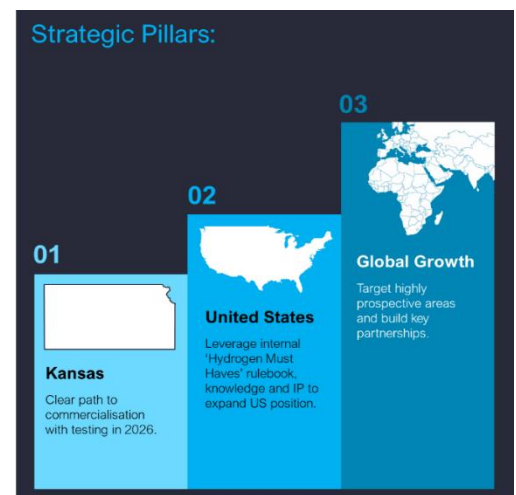 Strategic Pillars:
01
Kansas
Clear path to
commercialisation
with testing in 2026.
02
United States
Leverage internal
'Hydrogen Must
Haves' rulebook,
knowledge and IP to
expand US position.
03
Global Growth
Target highly
prospective areas
and build key
partnerships.